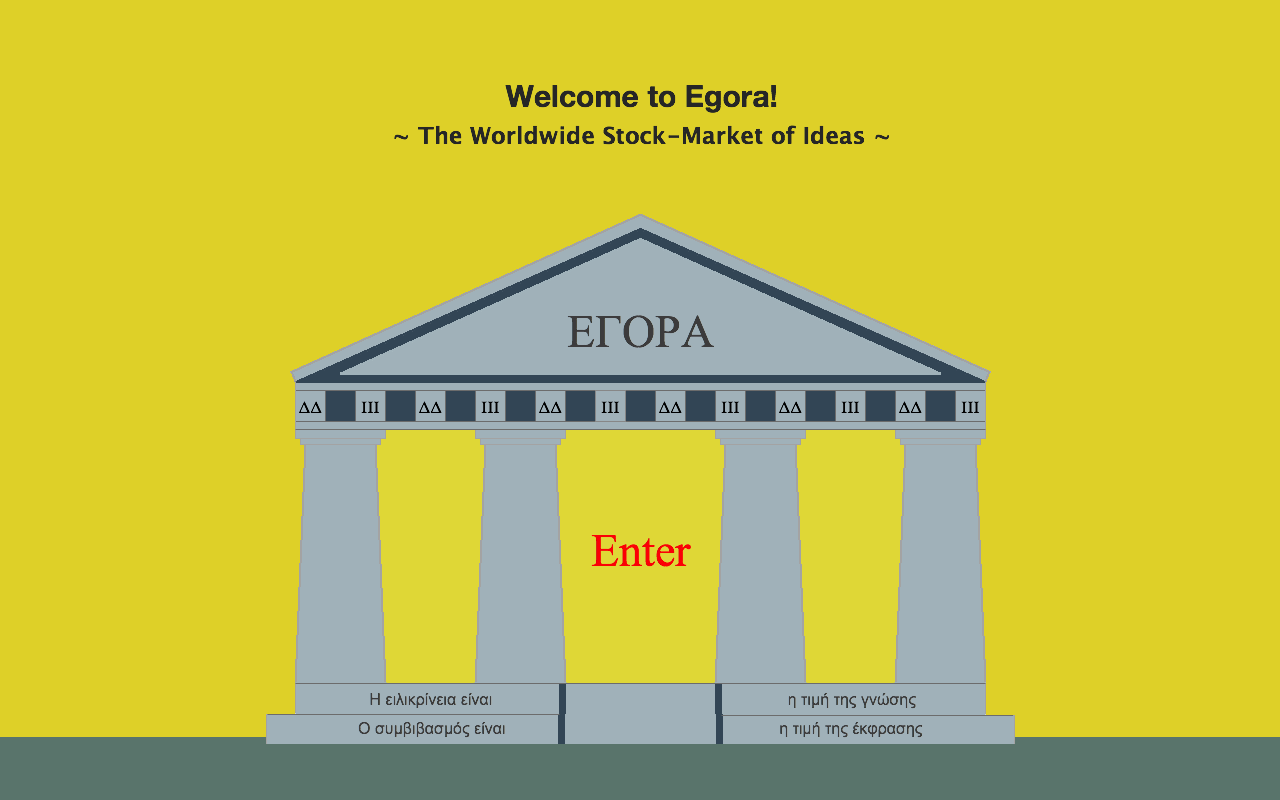 Welcome to Egora!
~ The Worldwide Stock-Market of Ideas ~
ΕΓΟΡΑ
ΔΔ III ΔΔ III ΔΔ III ΔΔ III ΔΔ III ΔΔ III
Enter
Η ειλικρίνεια είναι η τιμή της γνώσης
Ο συμβιβασμός είναι η τιμή της έκφρασης